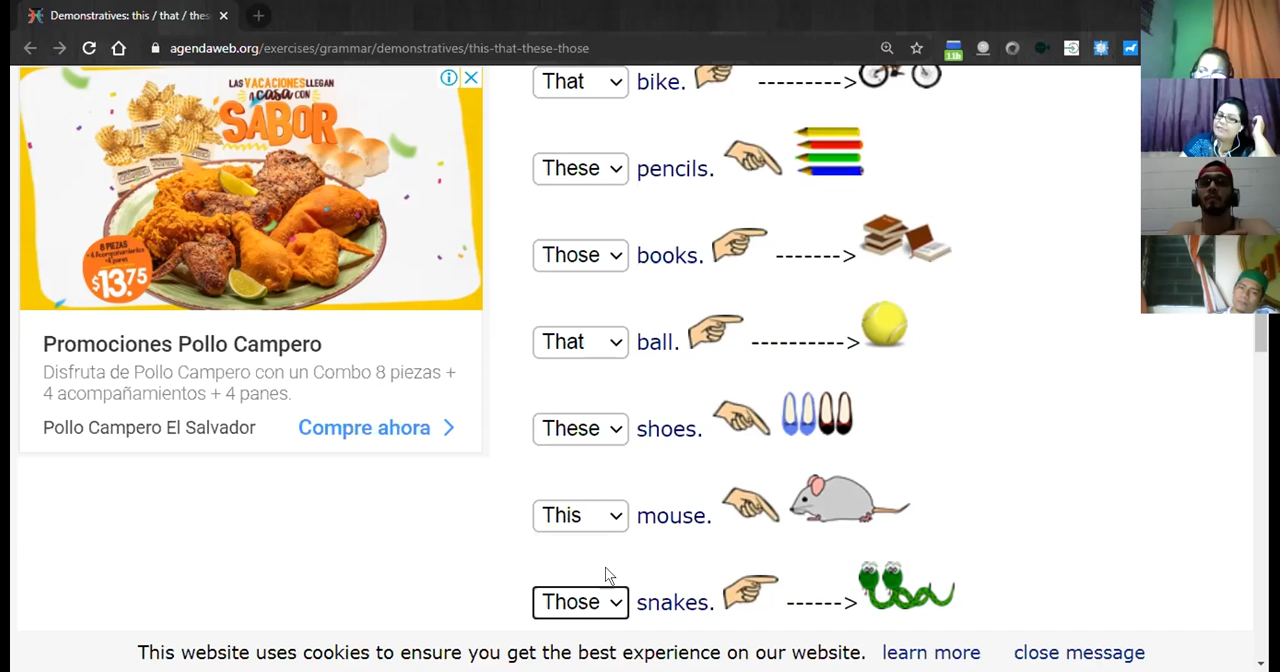 Demonstratives: this / that / thes
agendaweb.org/exercises/grammar/demonstratives/this-that-these-those
11h
LAS VACACIONES LLEGAN
A casa CON
SABOR
8 PIEZAS
$13.75
Promociones Pollo Campero
Disfruta de Pollo Campero con un Combo 8 piezas +
4 acompañamientos + 4 panes.
Pollo Campero El Salvador
Compre ahora
That bike. --------->
These pencils.
Those books. ------->
That ball. ---------->
These shoes.
This mouse.
Those snakes. ------>
This website uses cookies to ensure you get the best experience on our website. learn more close message